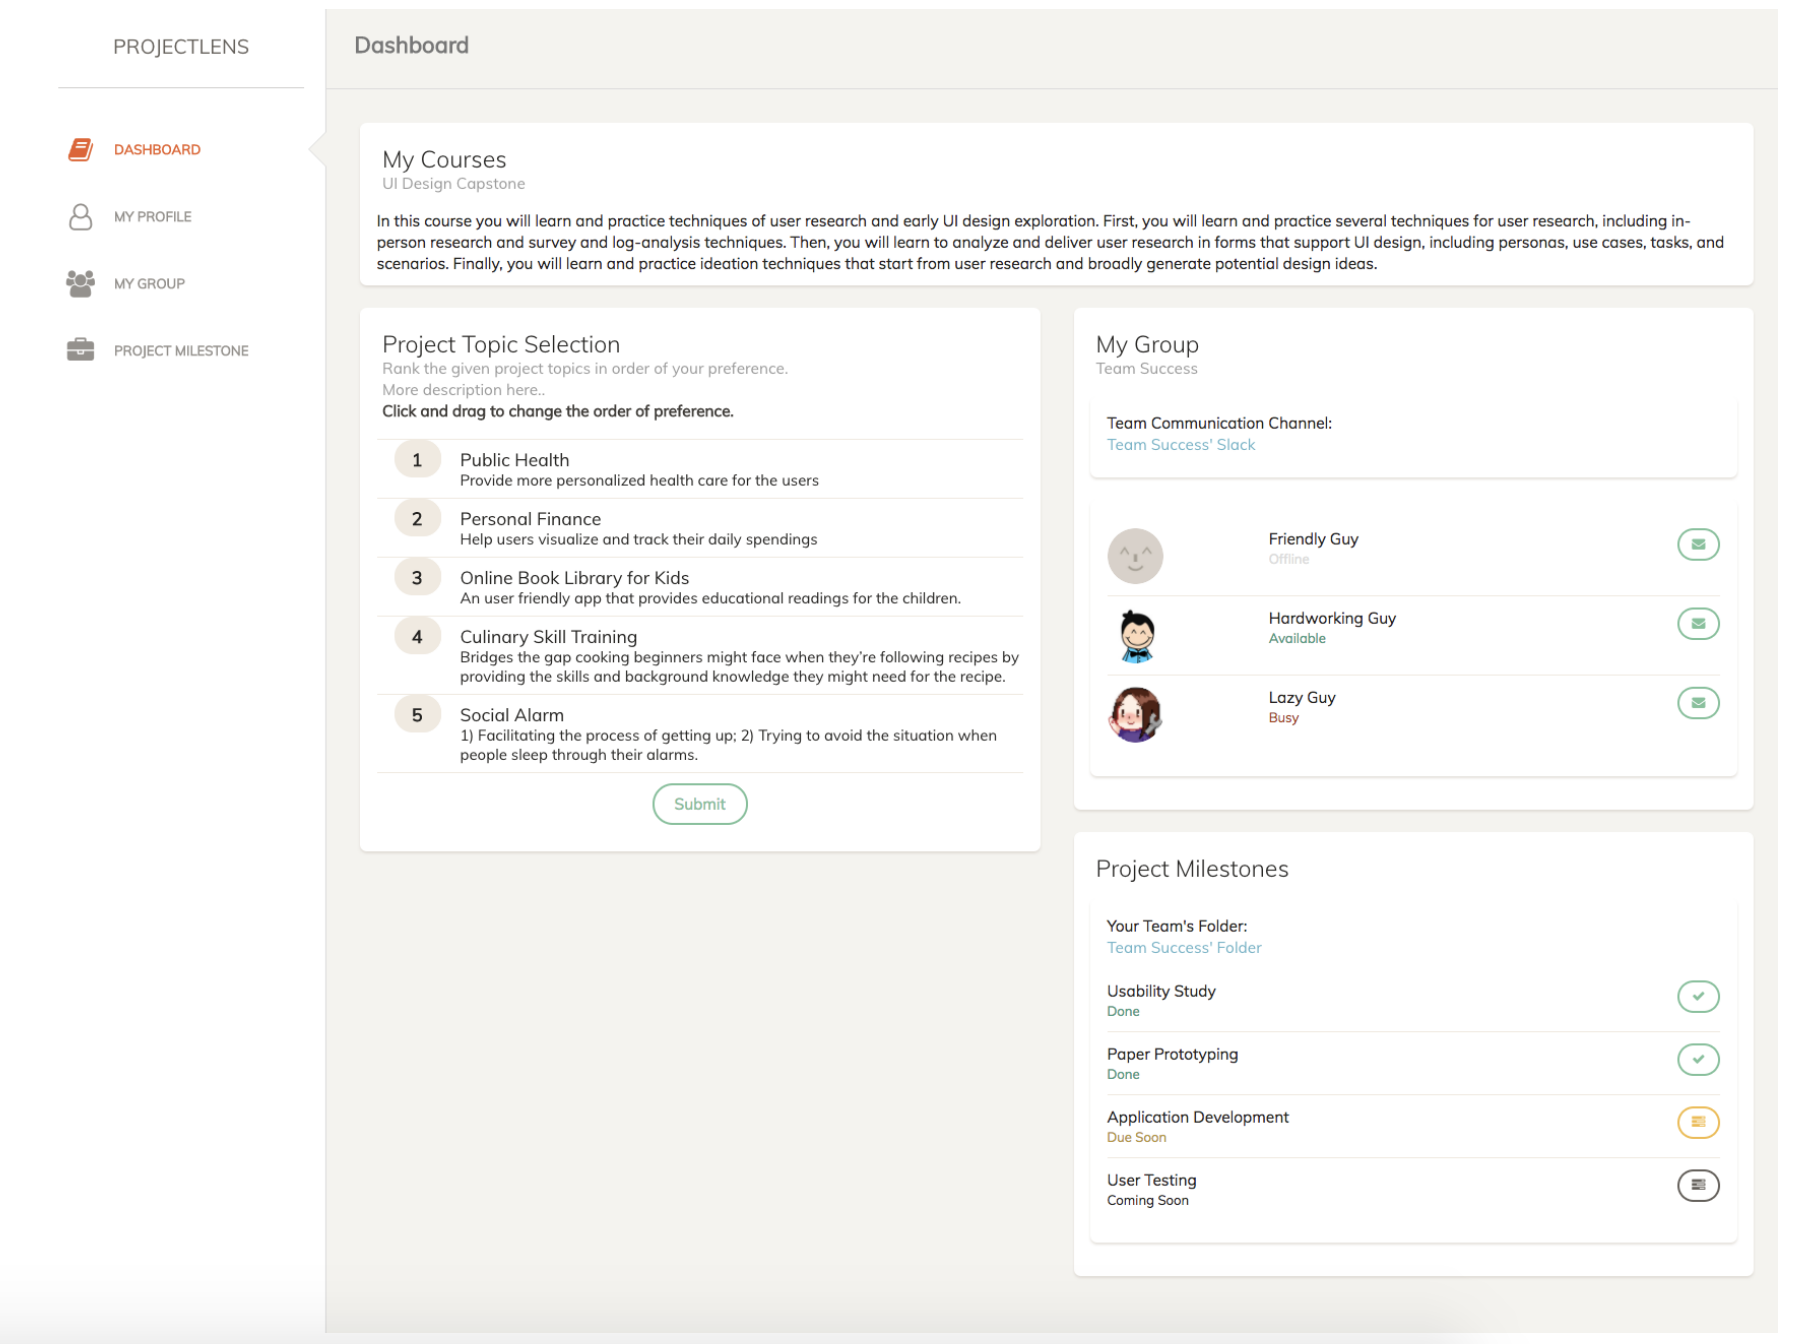 PROJECTLENS
DASHBOARD
MY PROFILE
MY GROUP
PROJECT MILESTONE
Dashboard
My Courses
UI Design Capstone
In this course you will learn and practice techniques of user research and early UI design exploration. First, you will learn and practice several techniques for user research, including in-
person research and survey and log-analysis techniques. Then, you will learn to analyze and deliver user research in forms that support UI design, including personas, use cases, tasks, and
scenarios. Finally, you will learn and practice ideation techniques that start from user research and broadly generate potential design ideas.
Project Topic Selection
Rank the given project topics in order of your preference.
More description here..
Click and drag to change the order of preference.
1 Public Health
Provide more personalized health care for the users
2 Personal Finance
Help users visualize and track their daily spendings
3 Online Book Library for Kids
An user friendly app that provides educational readings for the children.
4 Culinary Skill Training
Bridges the gap cooking beginners might face when they're following recipes by
providing the skills and background knowledge they might need for the recipe.
5 Social Alarm
1) Facilitating the process of getting up; 2) Trying to avoid the situation when
people sleep through their alarms.
Submit
My Group
Team Success
Team Communication Channel:
Team Success' Slack
Friendly Guy
Offline
Hardworking Guy
Available
Lazy Guy
Busy
Project Milestones
Your Team's Folder:
Team Success' Folder
Usability Study
Done
Paper Prototyping
Done
Application Development
Due Soon
User Testing
Coming Soon